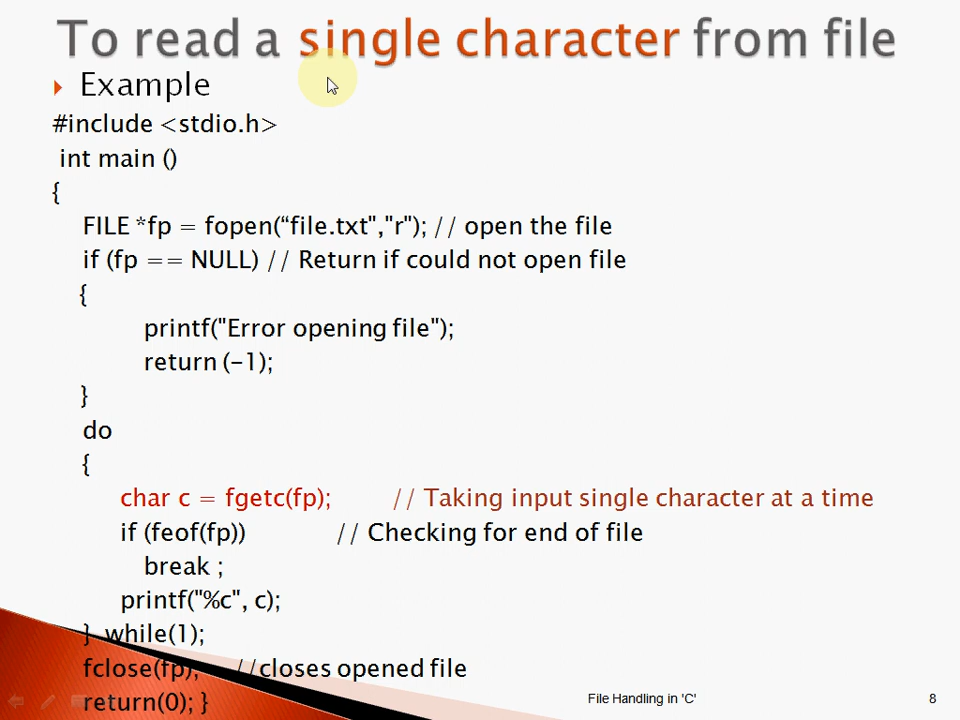 To read a single character from file
Example
#include <stdio.h>
int main ()
{
FILE *fp = fopen(“file.txt","r"); // open the file
if (fp == NULL) // Return if could not open file
{
printf("Error opening file");
return (-1);
}
do
{
char c = fgetc(fp); // Taking input single character at a time
if (feof(fp)) // Checking for end of file
break ;
printf("%c", c);
} while(1);
fclose(fp); //closes opened file
return(0); }
File Handling in 'C' 8